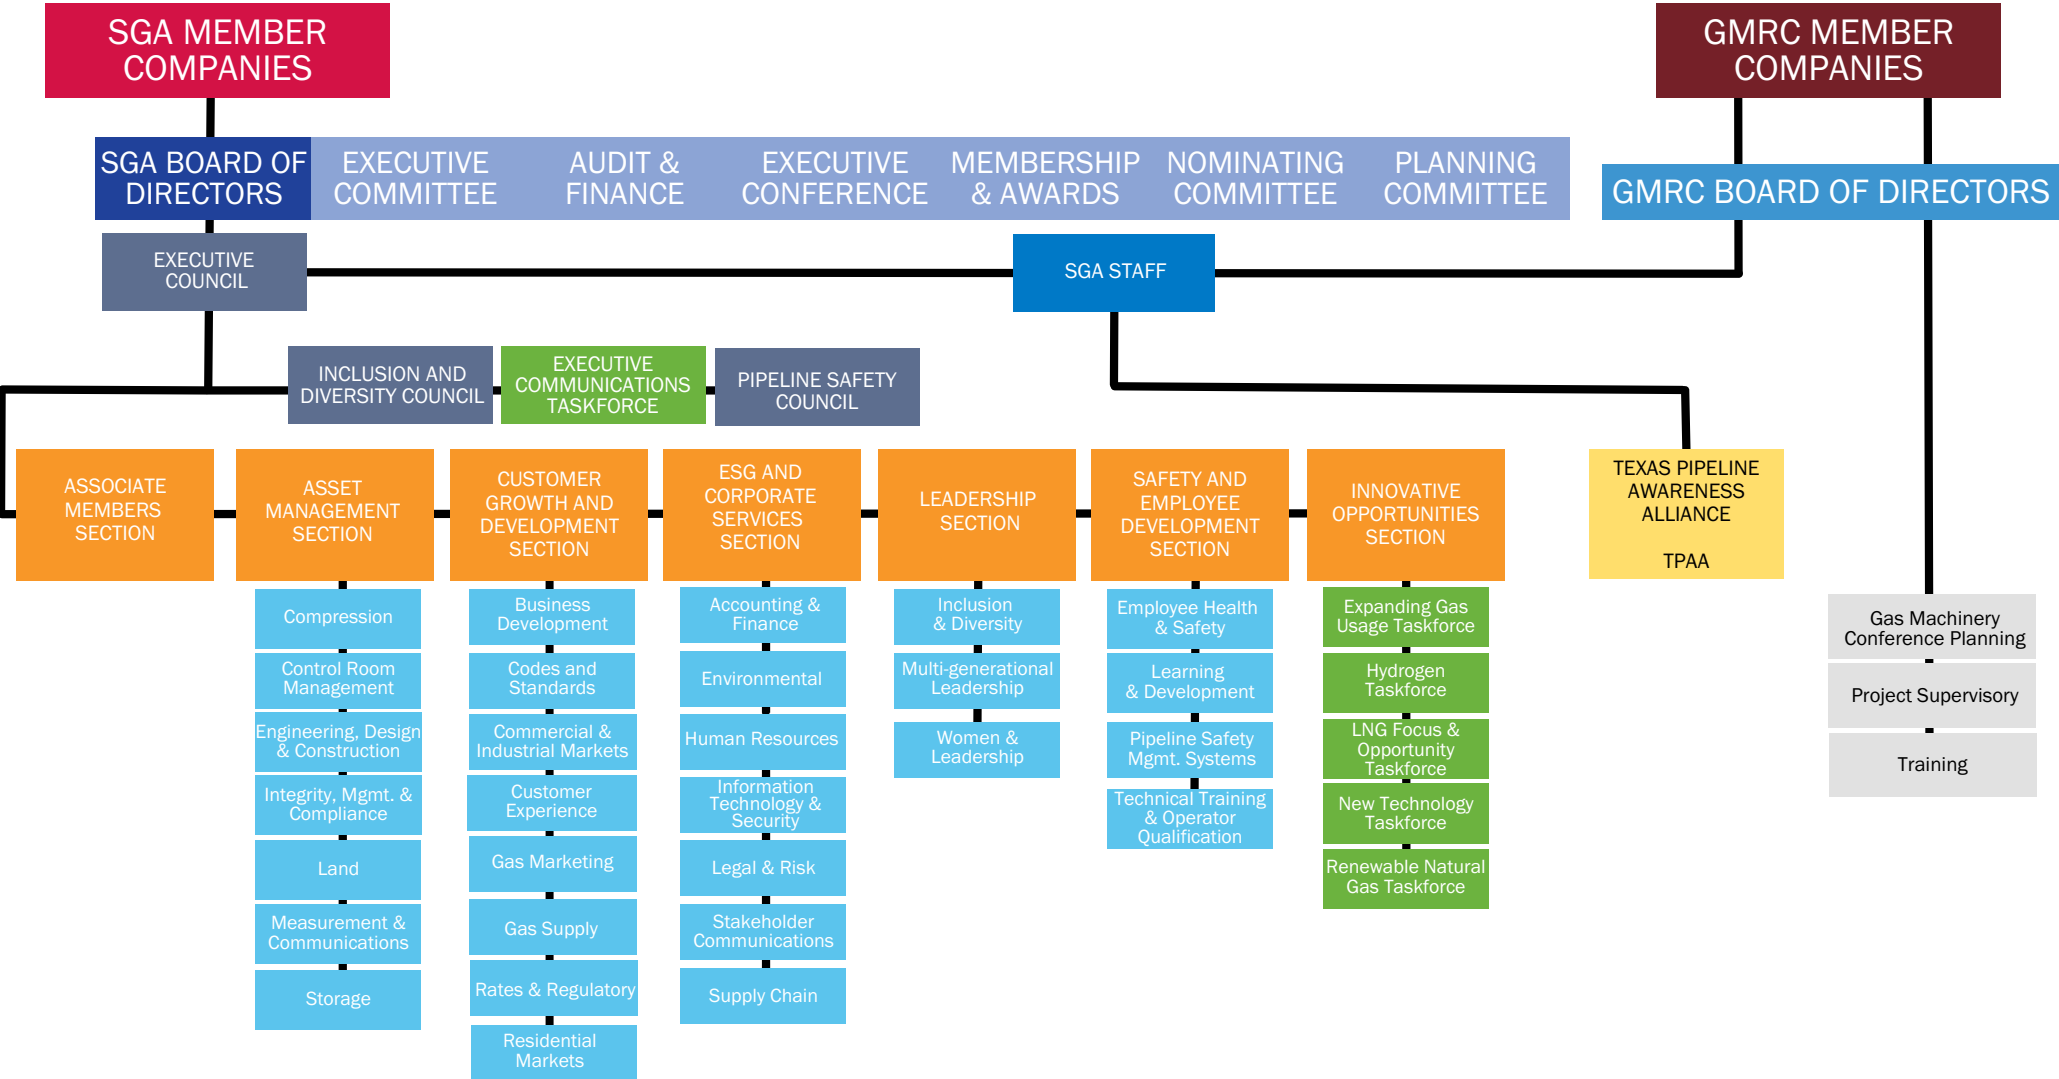 SGA MEMBER
COMPANIES
GMRC MEMBER
COMPANIES
SGA BOARD OF
DIRECTORS
EXECUTIVE
COMMITTEE
AUDIT &
FINANCE
EXECUTIVE
CONFERENCE
MEMBERSHIP
& AWARDS
NOMINATING
COMMITTEE
PLANNING
COMMITTEE
GMRC BOARD OF DIRECTORS
EXECUTIVE
COUNCIL
SGA STAFF
INCLUSION AND
DIVERSITY COUNCIL
EXECUTIVE
COMMUNICATIONS
TASKFORCE
PIPELINE SAFETY
COUNCIL
ASSOCIATE
MEMBERS
SECTION
ASSET
MANAGEMENT
SECTION
CUSTOMER
GROWTH AND
DEVELOPMENT
SECTION
ESG AND
CORPORATE
SERVICES
SECTION
LEADERSHIP
SECTION
SAFETY AND
EMPLOYEE
DEVELOPMENT
SECTION
INNOVATIVE
OPPORTUNITIES
SECTION
TEXAS PIPELINE
AWARENESS
ALLIANCE
TPAA
Compression
Control Room
Management
Engineering, Design
& Construction
Integrity, Mgmt. &
Compliance
Land
Measurement &
Communications
Storage
Business
Development
Codes and
Standards
Commercial &
Industrial Markets
Customer
Experience
Gas Marketing
Gas Supply
Rates & Regulatory
Residential
Markets
Accounting &
Finance
Environmental
Human Resources
Information
Technology &
Security
Legal & Risk
Stakeholder
Communications
Supply Chain
Inclusion
& Diversity
Multi-generational
Leadership
Women &
Leadership
Employee Health
& Safety
Learning
& Development
Pipeline Safety
Mgmt. Systems
Technical Training
& Operator
Qualification
Expanding Gas
Usage Taskforce
Hydrogen
Taskforce
LNG Focus &
Opportunity
Taskforce
New Technology
Taskforce
Renewable Natural
Gas Taskforce
Gas Machinery
Conference Planning
Project Supervisory
Training